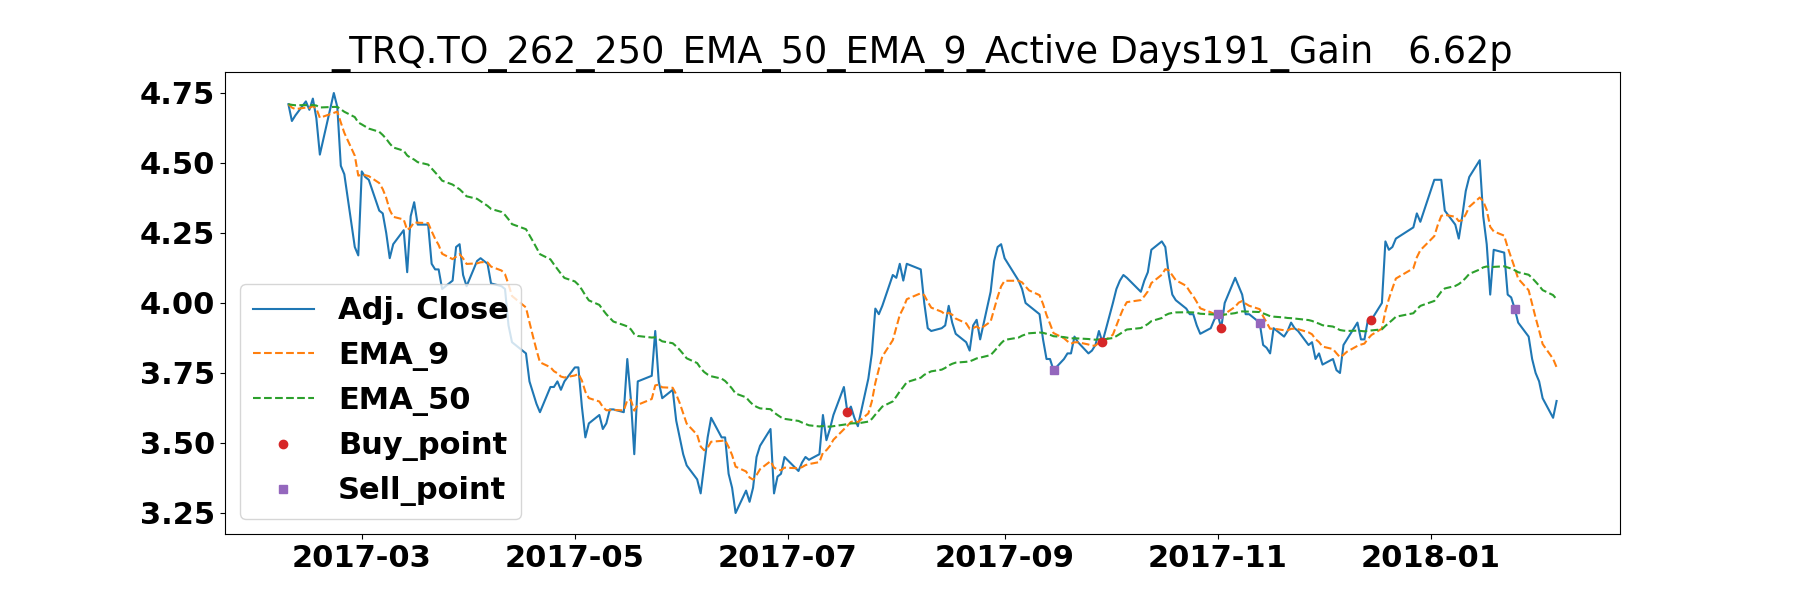 _TRQ.TO_262_250_EMA_50_EMA_9_Active Days191_Gain   6.62p
4.75
4.50
4.25
4.00
3.75
3.50
3.25
Adj. Close
EMA_9
EMA_50
Buy_point
Sell_point
2017-03 2017-05 2017-07 2017-09 2017-11 2018-01